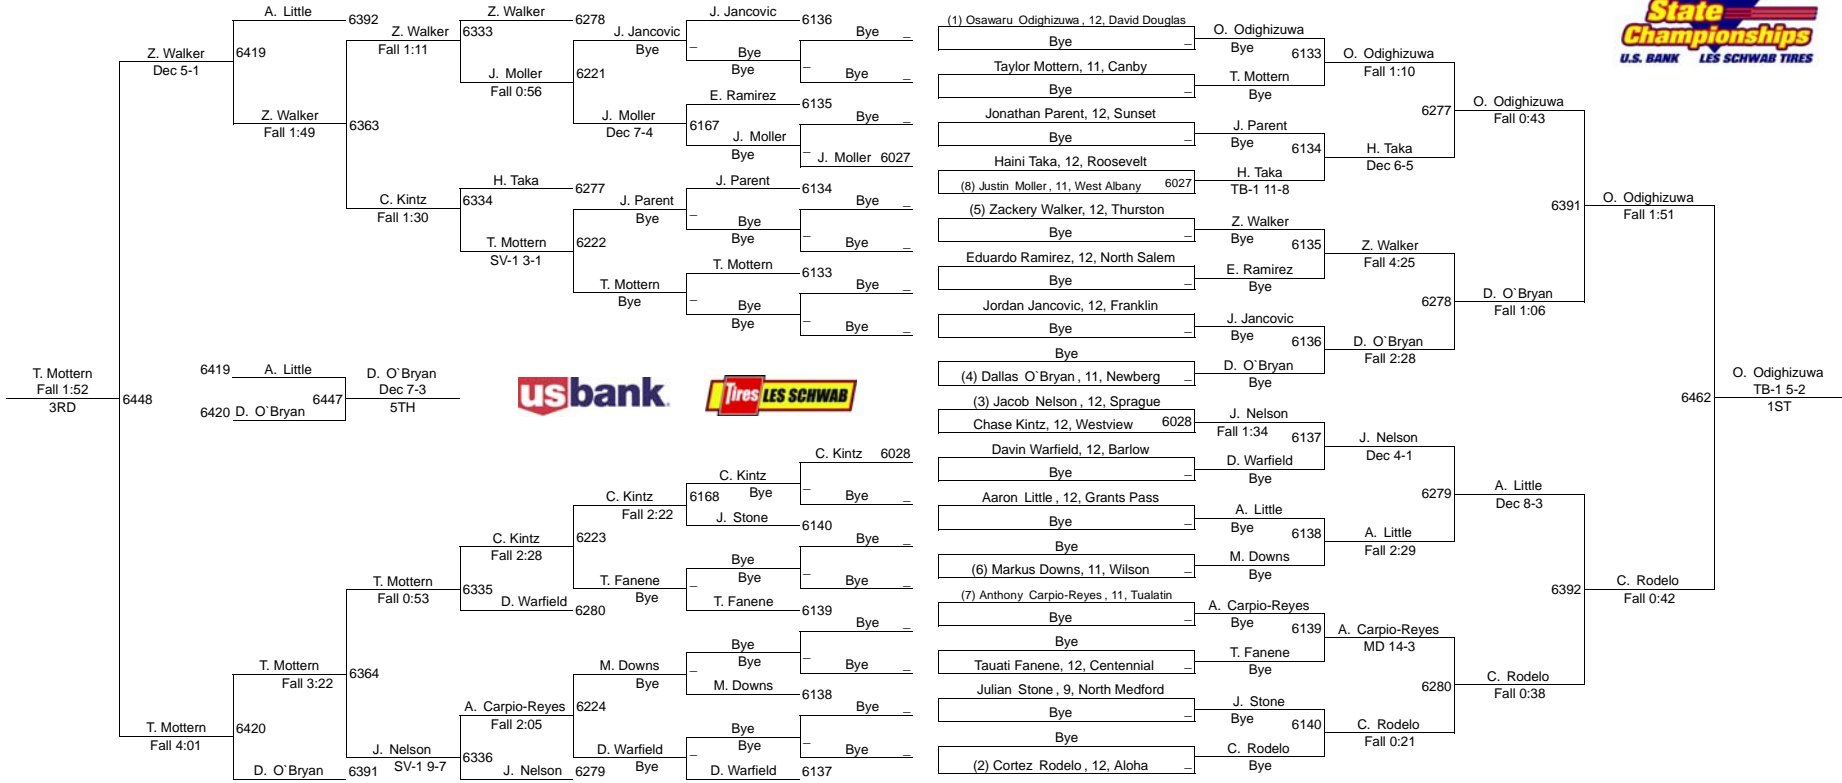 State
Championships
U.S. BANK LES SCHWAB TIRES
(1) Osawaru Odighizuwa , 12, David Douglas
Bye _
Taylor Mottern, 11, Canby
Bye _
Jonathan Parent, 12, Sunset
Bye _
Haini Taka, 12, Roosevelt
(8) Justin Moller , 11, West Albany 6027
(5) Zackery Walker, 12, Thurston
Bye _
Eduardo Ramirez, 12, North Salem
Bye _
Jordan Jancovic, 12, Franklin
Bye _
Bye
(4) Dallas O`Bryan , 11, Newberg _
(3) Jacob Nelson , 12, Sprague
Chase Kintz, 12, Westview 6028
Davin Warfield, 12, Barlow
Bye _
Aaron Little , 12, Grants Pass
Bye _
Bye
(6) Markus Downs, 11, Wilson _
(7) Anthony Carpio-Reyes , 11, Tualatin
Bye _
Bye
Tauati Fanene, 12, Centennial _
Julian Stone , 9, North Medford
Bye _
Bye
(2) Cortez Rodelo , 12, Aloha _
O. Odighizuwa
Bye
6133
T. Mottern
Bye
J. Parent
Bye
6134
H. Taka
TB-1 11-8
Z. Walker
Bye
6135
E. Ramirez
Bye
J. Jancovic
Bye
6136
D. O`Bryan
Bye
J. Nelson
Fall 1:34
6137
D. Warfield
Bye
A. Little
Bye
6138
M. Downs
Bye
A. Carpio-Reyes
Bye
6139
T. Fanene
Bye
J. Stone
Bye
6140
C. Rodelo
Bye
O. Odighizuwa
Fall 1:10
6277
H. Taka
Dec 6-5
Z. Walker
Fall 4:25
6278
D. O`Bryan
Fall 2:28
J. Nelson
Dec 4-1
6279
A. Little
Fall 2:29
A. Carpio-Reyes
MD 14-3
6280
C. Rodelo
Fall 0:21
O. Odighizuwa
Fall 0:43
6391
D. O`Bryan
Fall 1:06
A. Little
Dec 8-3
6392
C. Rodelo
Fall 0:38
O. Odighizuwa
Fall 1:51
6462
C. Rodelo
Fall 0:42
O. Odighizuwa
TB-1 5-2
1ST
Bye _
Bye _
Bye _
J. Moller 6027
Bye _
Bye _
Bye _
Bye _
J. Jancovic 6136
_ Bye _
Bye
E. Ramirez 6135
6167
J. Moller _
Bye
J. Parent 6134
_ Bye _
Bye
T. Mottern 6133
_ Bye _
Bye
J. Jancovic
Bye
6221
J. Moller
Dec 7-4
J. Parent
Bye
6222
T. Mottern
Bye
Z. Walker 6278
6333
J. Moller
Fall 0:56
H. Taka 6277
6334
T. Mottern
SV-1 3-1
Z. Walker
Fall 1:11
6363
C. Kintz
Fall 1:30
A. Little 6392
6419
Z. Walker
Fall 1:49
Z. Walker
Dec 5-1
6448
T. Mottern
Fall 1:52
3RD
6419 A. Little
6447
6420 D. O`Bryan
D. O`Bryan
Dec 7-3
5TH
usbank.
Tires LES SCHWAB
C. Kintz 6028
_
Bye _
Bye _
_
Bye _
Bye _
_
Bye _
Bye _
_
Bye _
C. Kintz
6168 Bye
J. Stone 6140
Bye
_ Bye
T. Fanene 6139
Bye
_ Bye
M. Downs 6138
Bye
_ Bye
D. Warfield 6137
C. Kintz
Fall 2:22
6223
T. Fanene
Bye
M. Downs
Bye
6224
D. Warfield
Bye
C. Kintz
Fall 2:28
6335
D. Warfield 6280
A. Carpio-Reyes
Fall 2:05
6336
J. Nelson 6279
T. Mottern
Fall 0:53
6364
J. Nelson
SV-1 9-7
T. Mottern
Fall 3:22
6420
D. O`Bryan 6391
T. Mottern
Fall 4:01